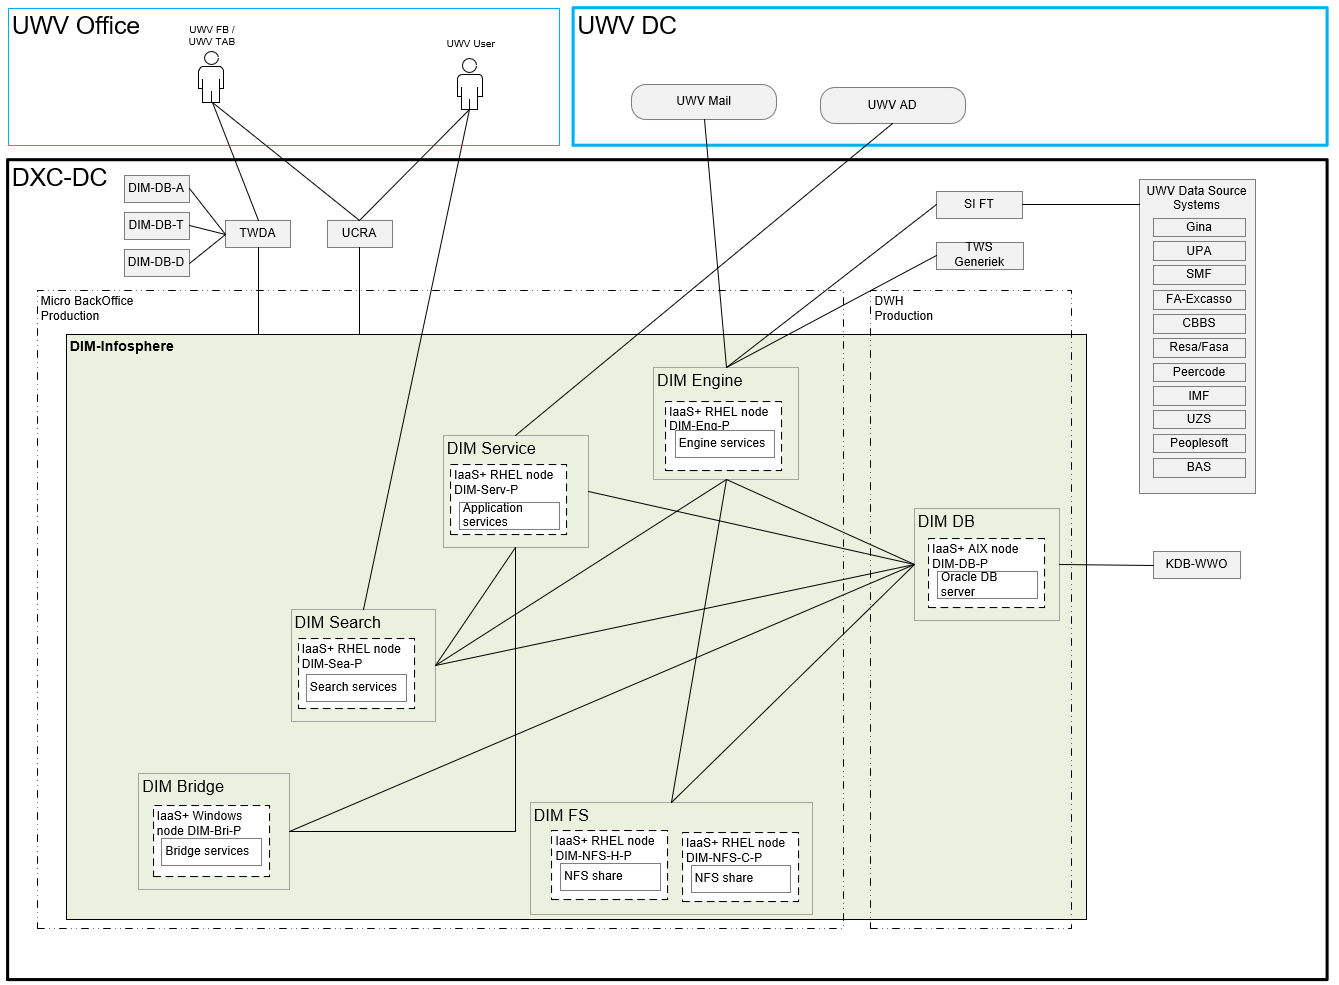 UWV Office
UWV FB /
UWV TAB
UWV User
UWV DC
UWV Mail
UWV AD
DXC-DC
DIM-DB-A
DIM-DB-T
DIM-DB-D
TWDA
UCRA
SI FT
TWS
Generiek
UWV Data Source
Systems
Gina
UPA
SMF
FA-Excasso
CBBS
Resa/Fasa
Peercode
IMF
UZS
Peoplesoft
BAS
Micro BackOffice
Production
DWH
Production
DIM-Infosphere
DIM Engine
IaaS+ RHEL node
DIM-Eng-P
Engine services
DIM Service
IaaS+ RHEL node
DIM-Serv-P
Application
services
DIM DB
IaaS+ AIX node
DIM-DB-P
Oracle DB
server
KDB-WWO
DIM Search
IaaS+ RHEL node
DIM-Sea-P
Search services
DIM Bridge
IaaS+ Windows
node DIM-Bri-P
Bridge services
DIM FS
IaaS+ RHEL node
DIM-NFS-H-P
NFS share
IaaS+ RHEL node
DIM-NFS-C-P
NFS share